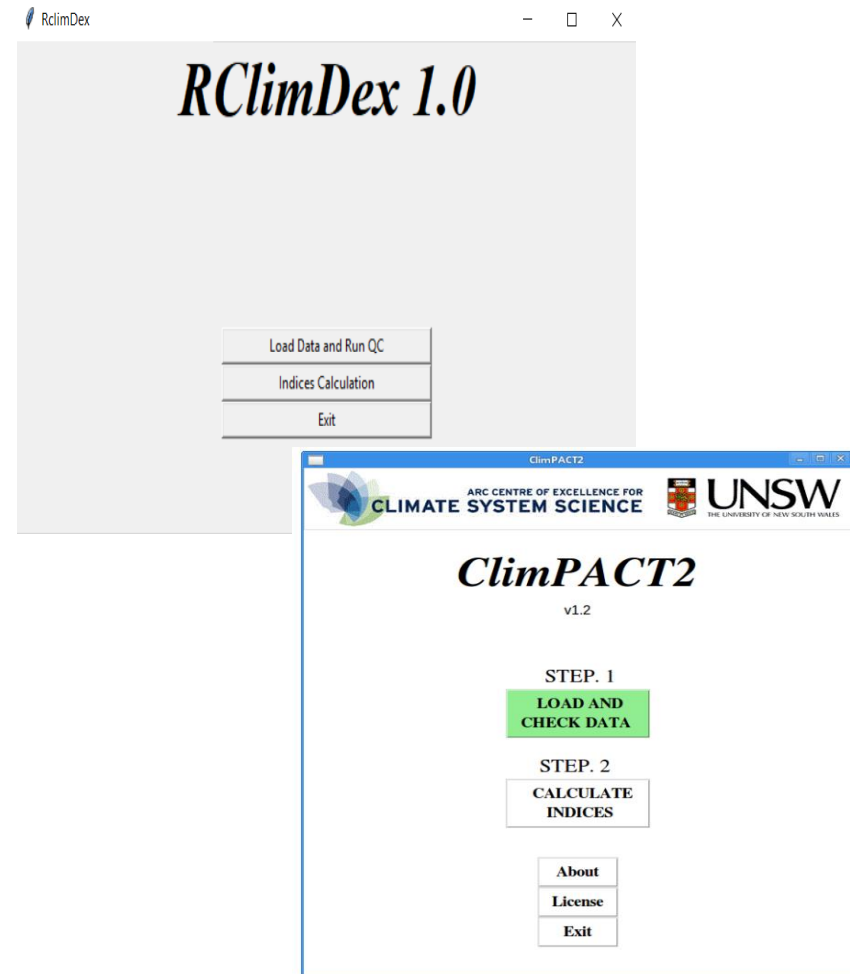 RclimDex
RClimDex 1.0
Load Data and Run QC
Indices Calculation
Exit
ClimPACT2
ARC CENTRE OF EXCELLENCE FOR
CLIMATE SYSTEM SCIENCE
UNSW
THE UNIVERSITY OF NEW SOUTH WALES
ClimPACT2
v1.2
STEP. 1
LOAD AND
CHECK DATA
STEP. 2
CALCULATE
INDICES
About
License
Exit